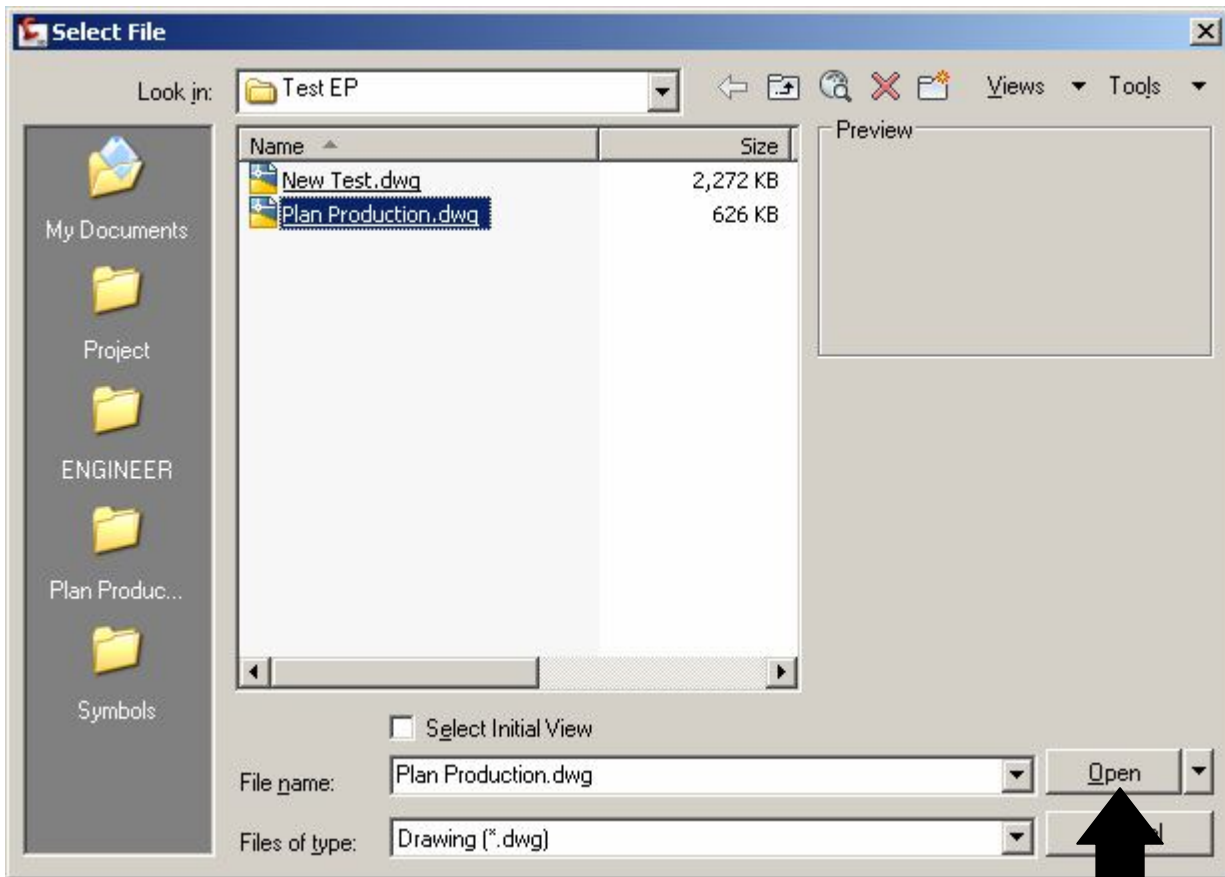 Select File
Look in: Test EP Views Tools
Name Size Preview
New Test.dwg 2,272 KB
Plan Production.dwg 626 KB
My Documents
Project
ENGINEER
Plan Produc...
Symbols
Select Initial View
File name: Plan Production.dwg Open
Files of type: Drawing (*.dwg)